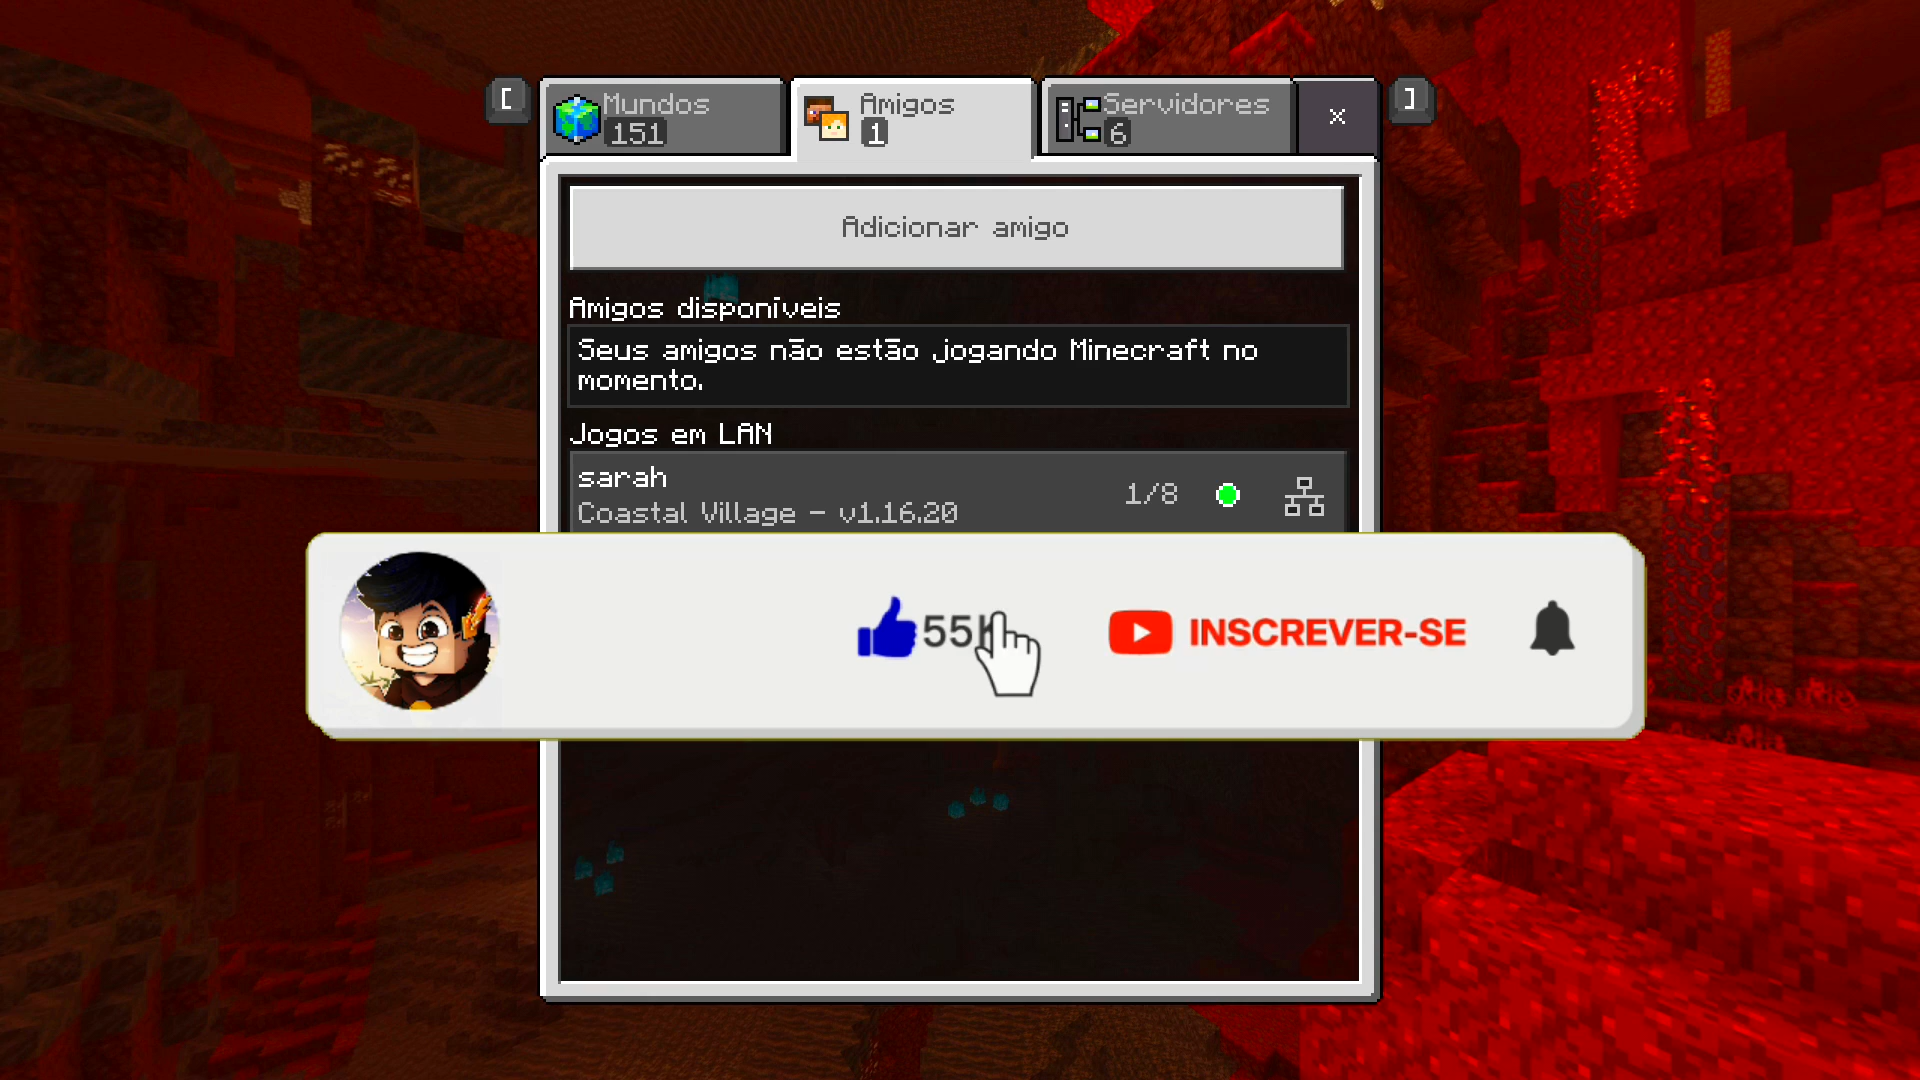 [
Mundos
151
Amigos
1
Servidores
6
×
]
Adicionar amigo
Amigos disponíveis
Seus amigos não estão jogando Minecraft no
momento.
Jogos em LAN
sarah
Coastal Village - v1.16.20
1/8
55K
INSCREVER-SE